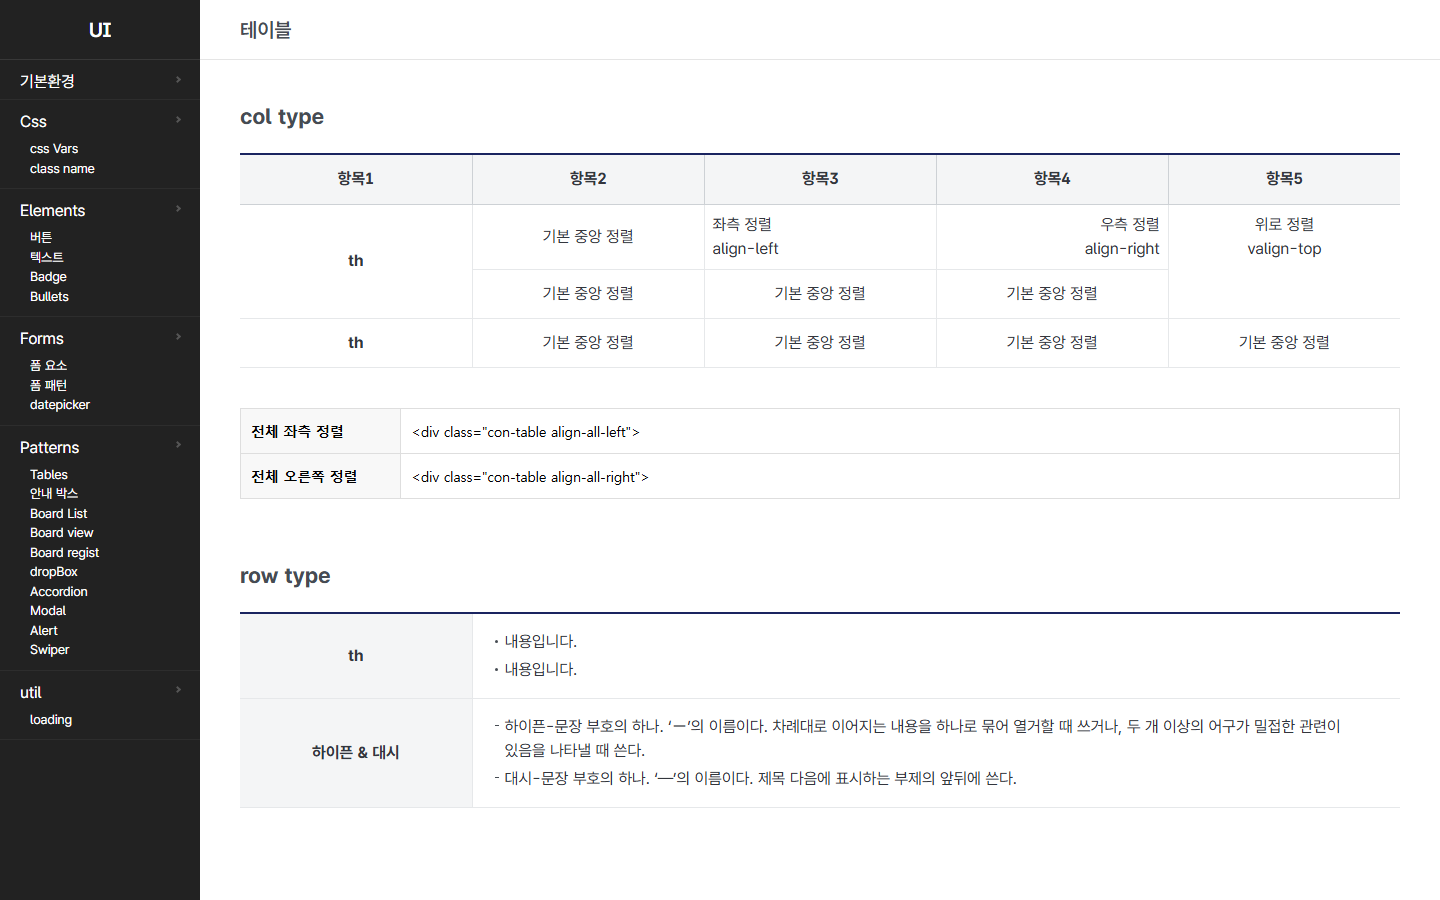 UI
기본환경
Css
css Vars
class name
Elements
버튼
텍스트
Badge
Bullets
Forms
폼 요소
폼 패턴
datepicker
Patterns
Tables
안내 박스
Board List
Board view
Board regist
dropBox
Accordion
Modal
Alert
Swiper
util
loading
테이블
col type
항목1 항목2 항목3 항목4 항목5
th
기본 중앙 정렬
좌측 정렬
align-left
우측 정렬
align-right
위로 정렬
valign-top
기본 중앙 정렬 기본 중앙 정렬 기본 중앙 정렬
th 기본 중앙 정렬 기본 중앙 정렬 기본 중앙 정렬 기본 중앙 정렬
전체 좌측 정렬 <div class="con-table align-all-left">
전체 오른쪽 정렬 <div class="con-table align-all-right">
row type
th
• 내용입니다.
• 내용입니다.
하이픈 & 대시
- 하이픈-문장 부호의 하나. ‘ㅡ’의 이름이다. 차례대로 이어지는 내용을 하나로 묶어 열거할 때 쓰거나, 두 개 이상의 어구가 밀접한 관련이
있음을 나타낼 때 쓴다.
- 대시-문장 부호의 하나. ‘—’의 이름이다. 제목 다음에 표시하는 부제의 앞뒤에 쓴다.